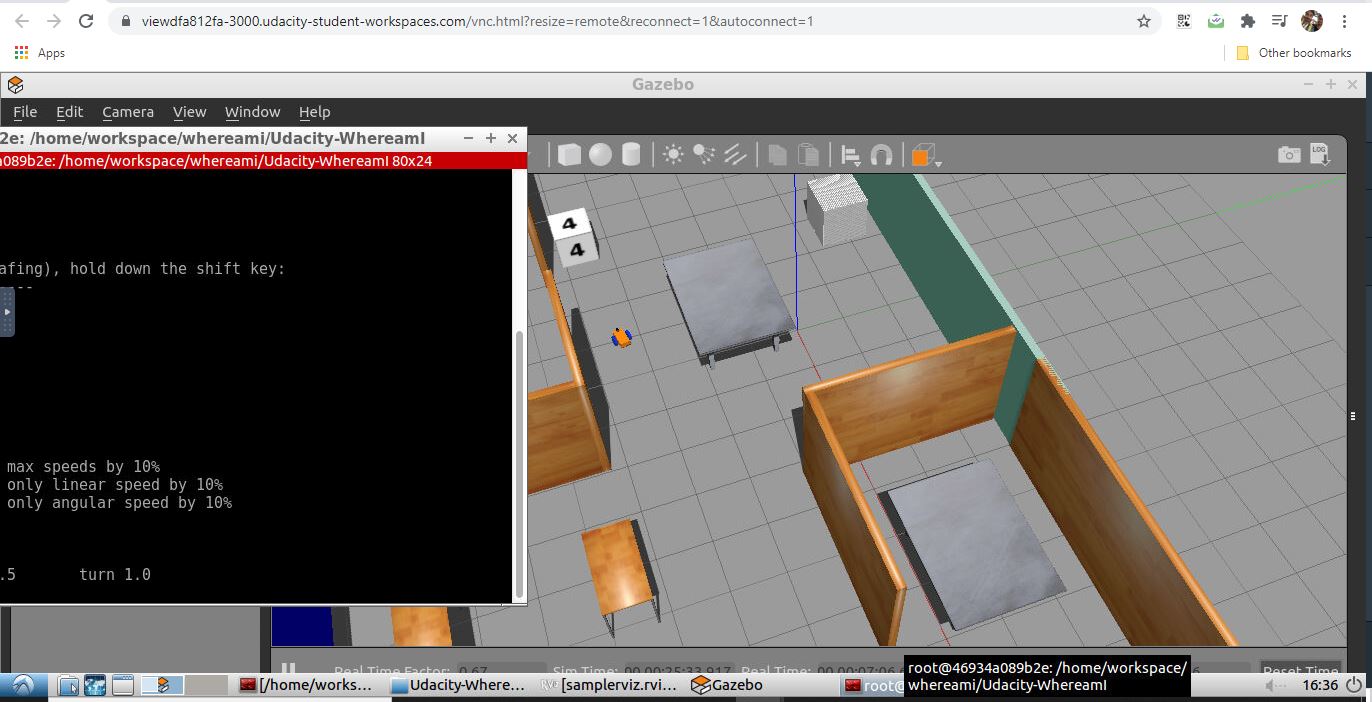 viewdfa812fa-3000.udacity-student-workspaces.com/vnc.html?resize=remote&reconnect=1&autoconnect=1
Apps
Other bookmarks
Gazebo
File Edit Camera View Window Help
2e: /home/workspace/whereami/Udacity-WhereamI
a089b2e: /home/workspace/whereami/Udacity-WhereamI 80x24
LOG
4
4
afing), hold down the shift key:
----
max speeds by 10%
only linear speed by 10%
only angular speed by 10%
.5 turn 1.0
Real Time Factor: 0.67 Sim Time: 00 00:25:33.917 Real Time: 00 00:07:06 6 Reset Time
root@46934a089b2e: /home/workspace/
whereami/Udacity-WhereamI
[/home/works...
Udacity-Where...
[samplerviz.rvi...
Gazebo
root@
16:36